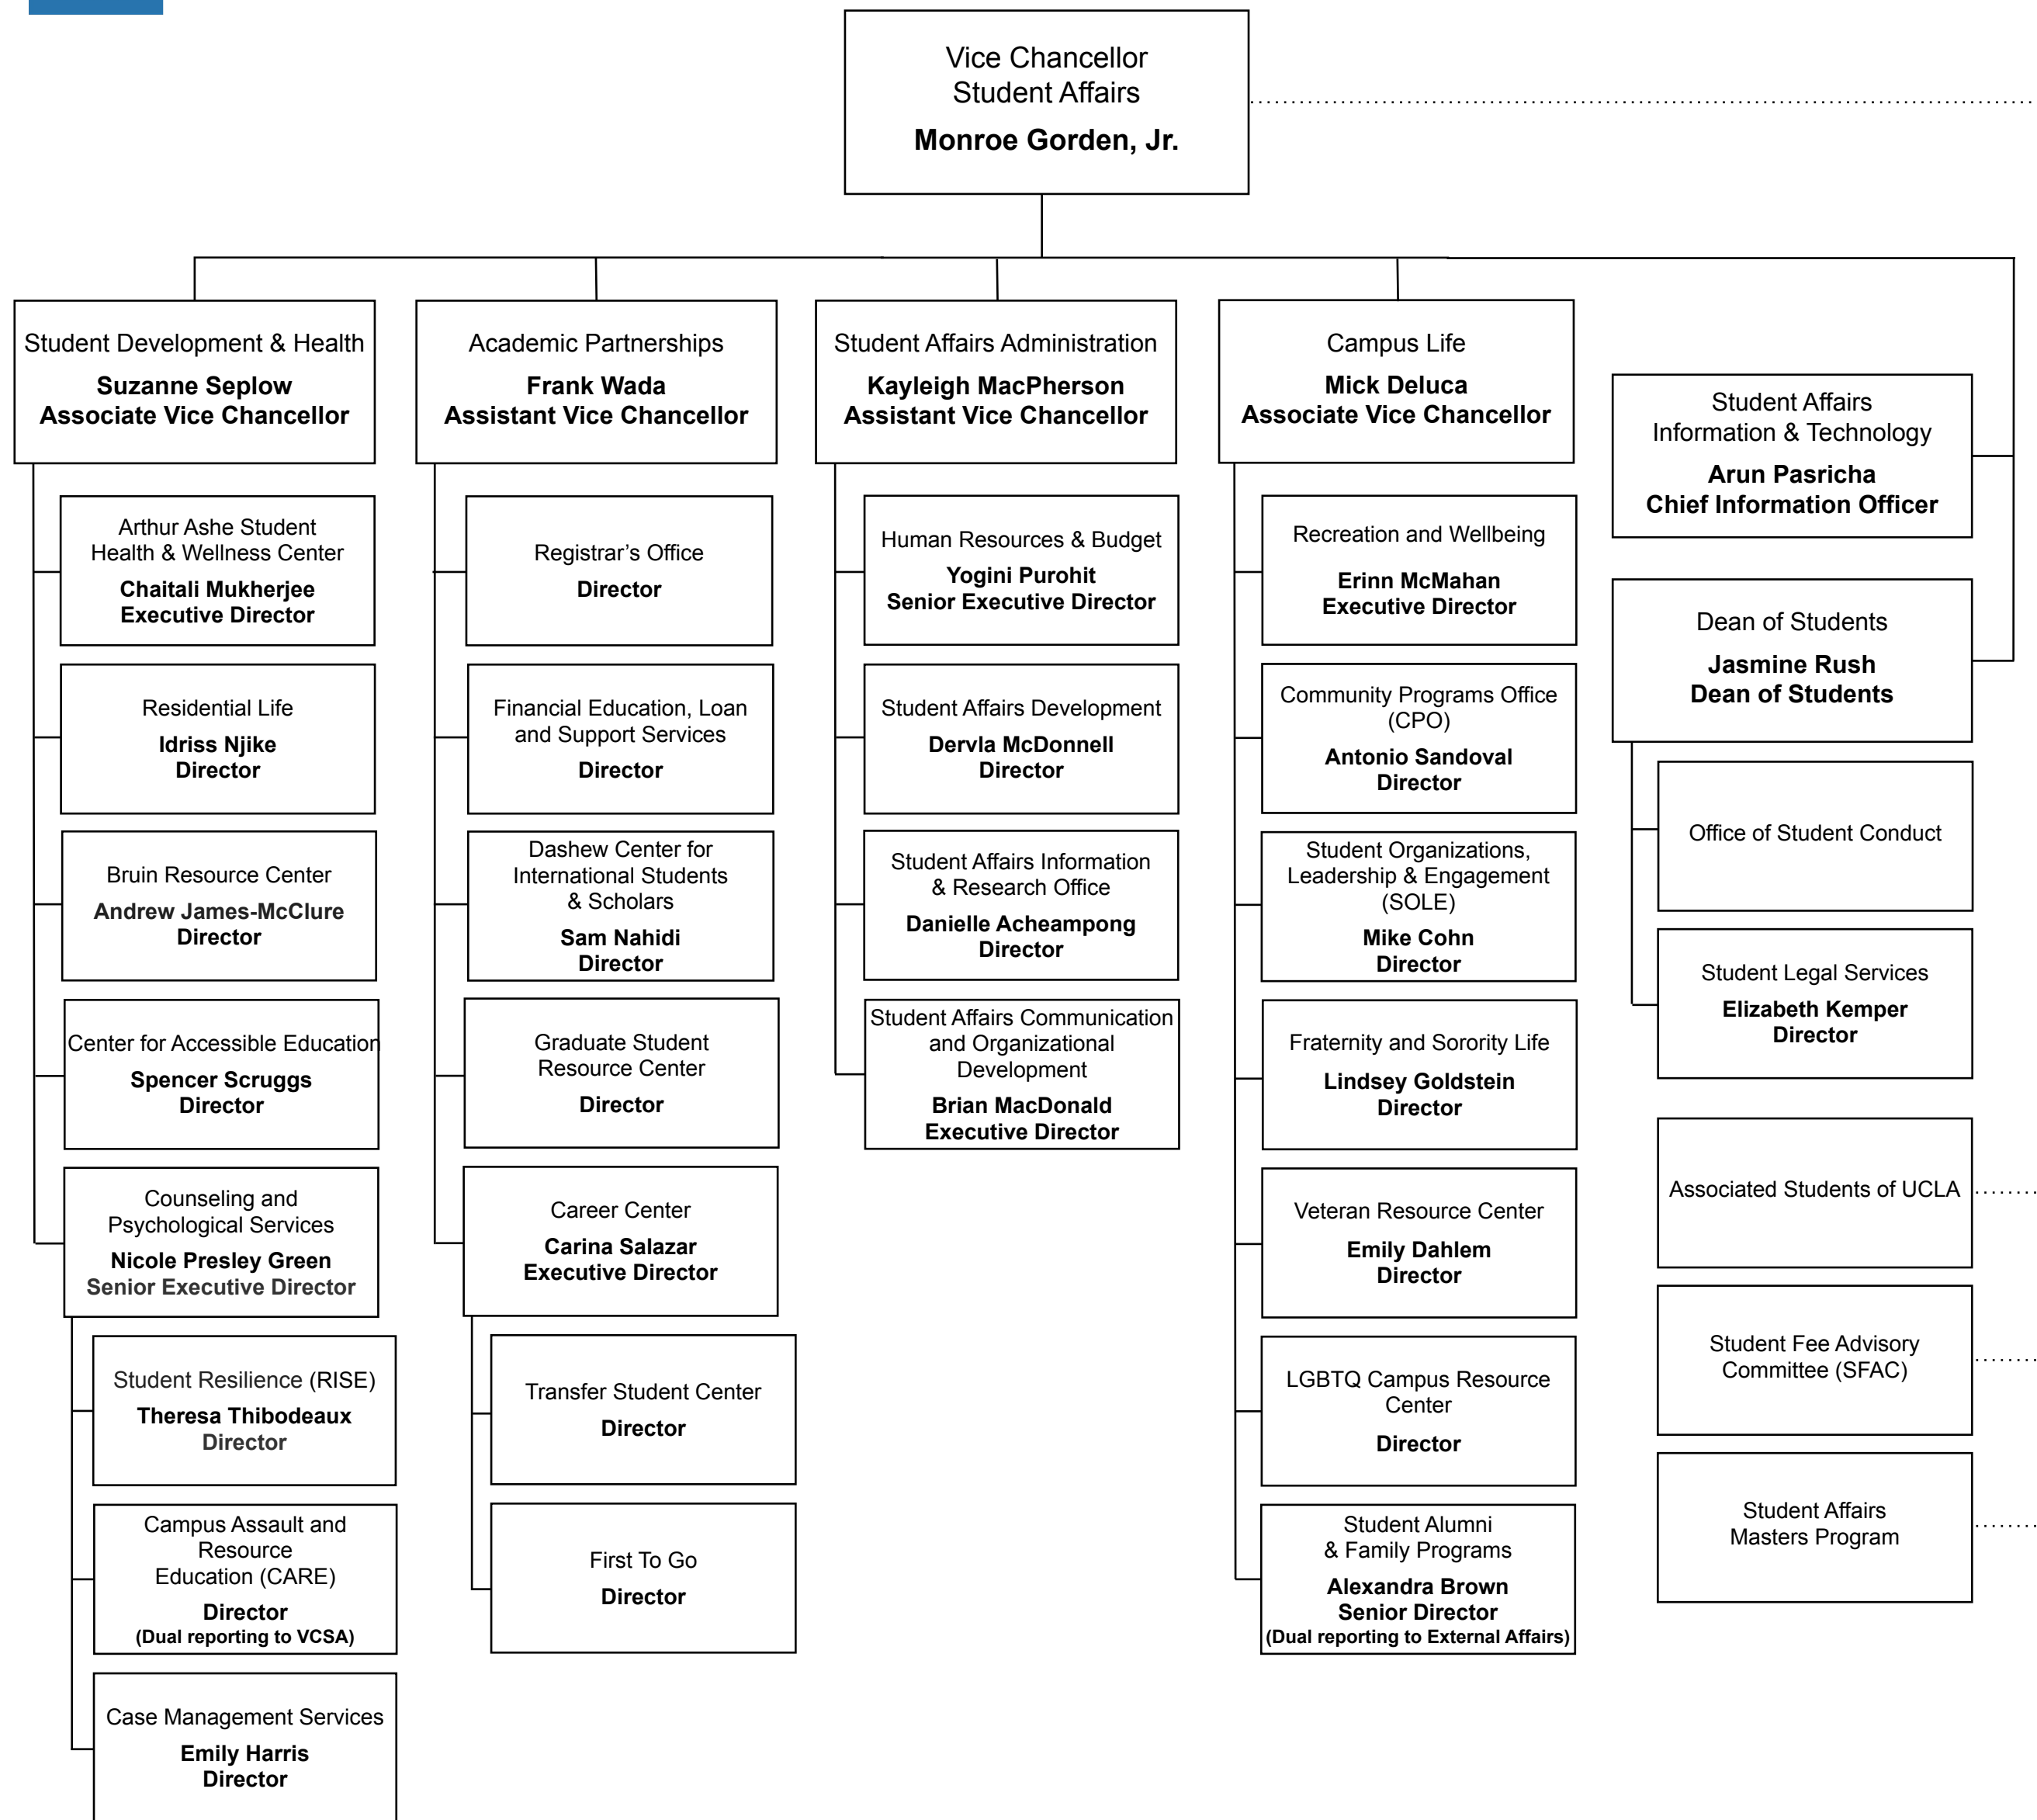 Vice Chancellor
Student Affairs
Monroe Gorden, Jr.
Student Development & Health
Suzanne Seplow
Associate Vice Chancellor
Arthur Ashe Student
Health & Wellness Center
Chaitali Mukherjee
Executive Director
Residential Life
Idriss Njike
Director
Bruin Resource Center
Andrew James-McClure
Director
Center for Accessible Education
Spencer Scruggs
Director
Counseling and
Psychological Services
Nicole Presley Green
Senior Executive Director
Student Resilience (RISE)
Theresa Thibodeaux
Director
Campus Assault and
Resource
Education (CARE)
Director
(Dual reporting to VCSA)
Case Management Services
Emily Harris
Director
Academic Partnerships
Frank Wada
Assistant Vice Chancellor
Registrar’s Office
Director
Financial Education, Loan
and Support Services
Director
Dashew Center for
International Students
& Scholars
Sam Nahidi
Director
Graduate Student
Resource Center
Director
Career Center
Carina Salazar
Executive Director
Transfer Student Center
Director
First To Go
Director
Student Affairs Administration
Kayleigh MacPherson
Assistant Vice Chancellor
Human Resources & Budget
Yogini Purohit
Senior Executive Director
Student Affairs Development
Dervla McDonnell
Director
Student Affairs Information
& Research Office
Danielle Acheampong
Director
Student Affairs Communication
and Organizational
Development
Brian MacDonald
Executive Director
Campus Life
Mick Deluca
Associate Vice Chancellor
Recreation and Wellbeing
Erinn McMahan
Executive Director
Community Programs Office
(CPO)
Antonio Sandoval
Director
Student Organizations,
Leadership & Engagement
(SOLE)
Mike Cohn
Director
Fraternity and Sorority Life
Lindsey Goldstein
Director
Veteran Resource Center
Emily Dahlem
Director
LGBTQ Campus Resource
Center
Director
Student Alumni
& Family Programs
Alexandra Brown
Senior Director
(Dual reporting to External Affairs)
Student Affairs
Information & Technology
Arun Pasricha
Chief Information Officer
Dean of Students
Jasmine Rush
Dean of Students
Office of Student Conduct
Student Legal Services
Elizabeth Kemper
Director
Associated Students of UCLA
Student Fee Advisory
Committee (SFAC)
Student Affairs
Masters Program